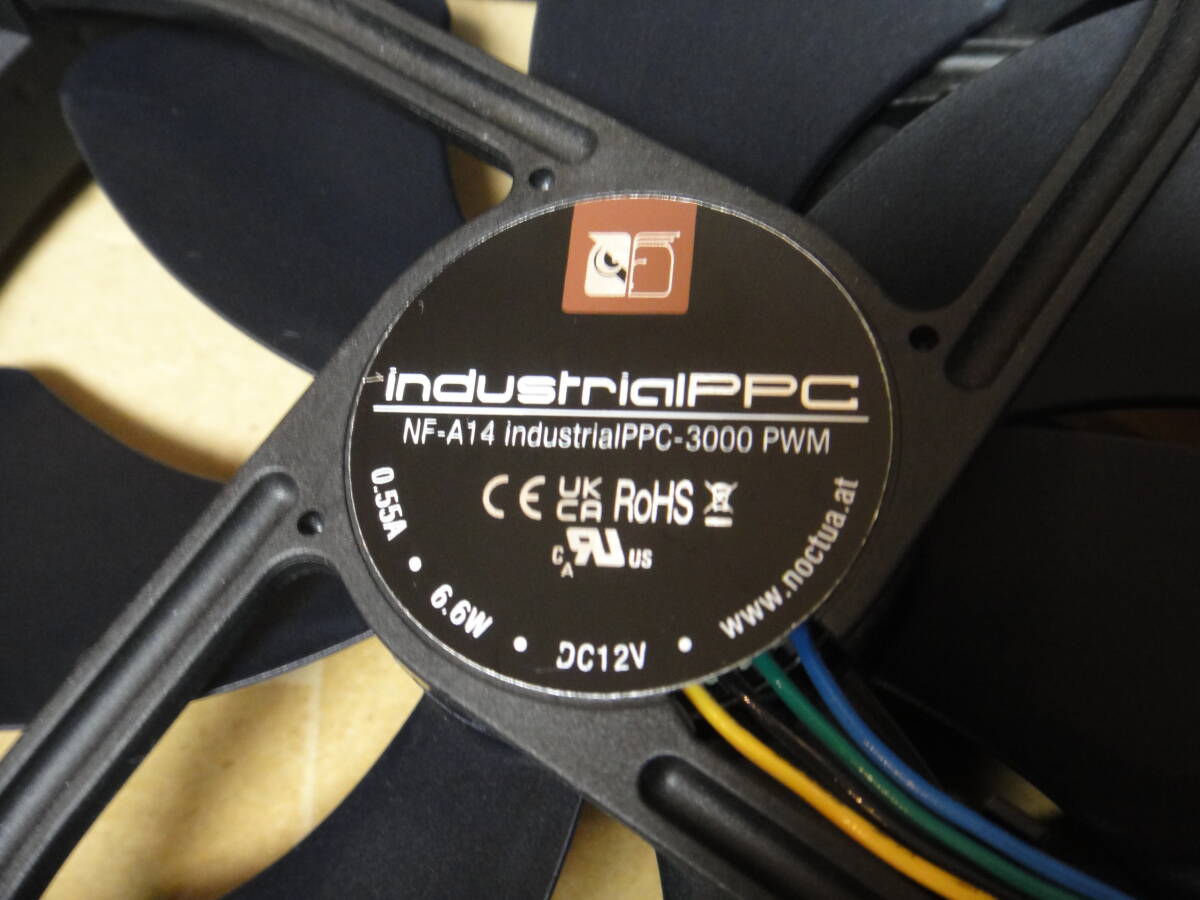 industrialPPC
NF-A14 industrialPPC-3000 PWM
CE UK CA RoHS
C RU US
A
0.55A • 6.6W • DC12V • www.noctua.at